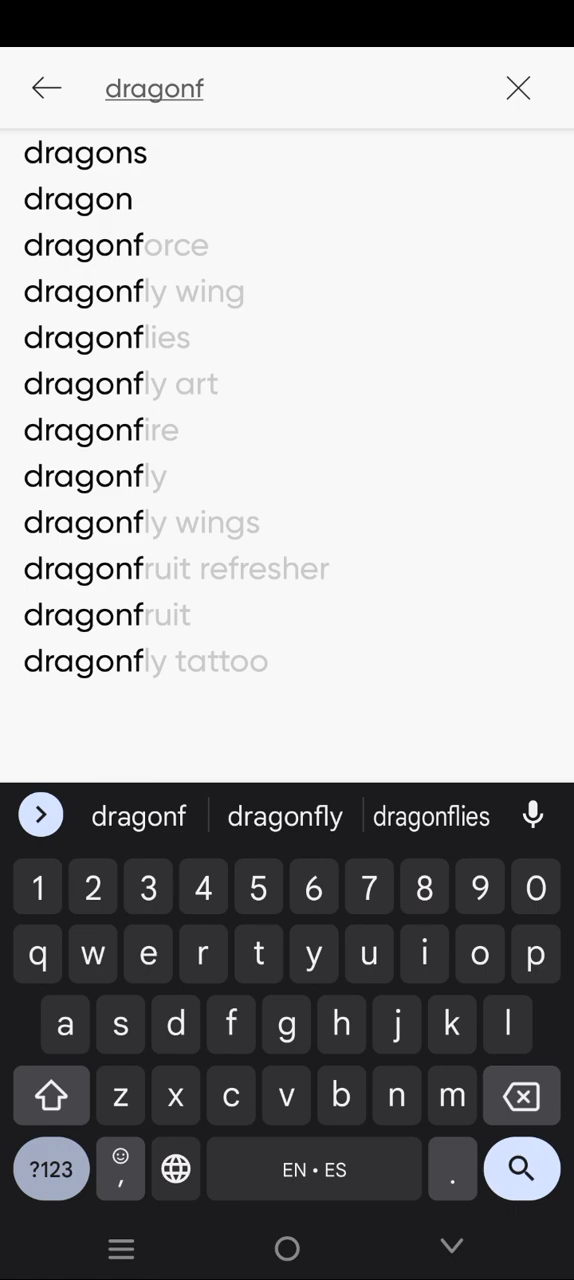 dragonf
dragons
dragon
dragonforce
dragonfly wing
dragonflies
dragonfly art
dragonfire
dragonfly
dragonfly wings
dragonfruit refresher
dragonfruit
dragonfly tattoo
dragonf dragonfly dragonflies
1 2 3 4 5 6 7 8 9 0
q w e r t y u i o p
a s d f g h j k l
z x c v b n m
?123 , EN • ES .